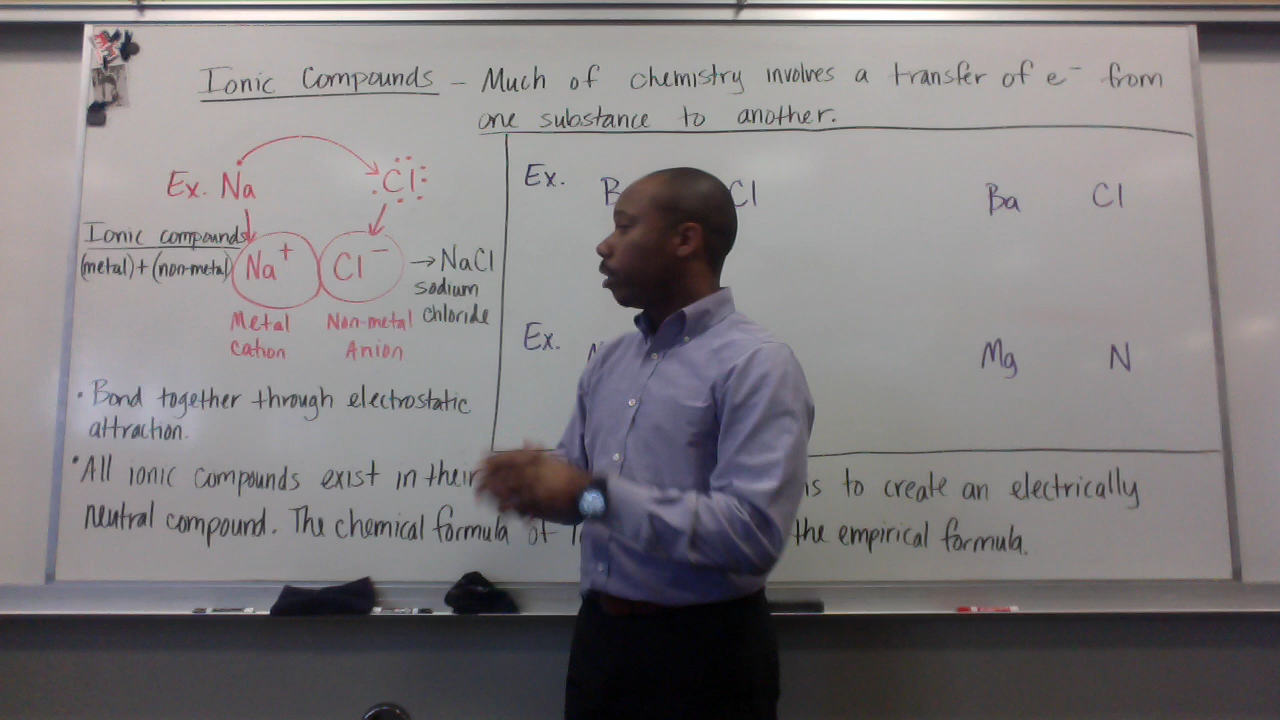 Ionic Compounds – Much of chemistry involves a transfer of e⁻ from
one substance to another.
Ex. Na Cl
Ionic compounds
(metal) + (non-metal)
Na⁺ Cl⁻ → NaCl
sodium
chloride
Metal Non-metal
cation Anion
• Bond together through electrostatic
attraction.
• All ionic compounds exist in their is to create an electrically
neutral compound. The chemical formula of the empirical formula.
Ex. Cl Ba Cl
Ex. Mg N